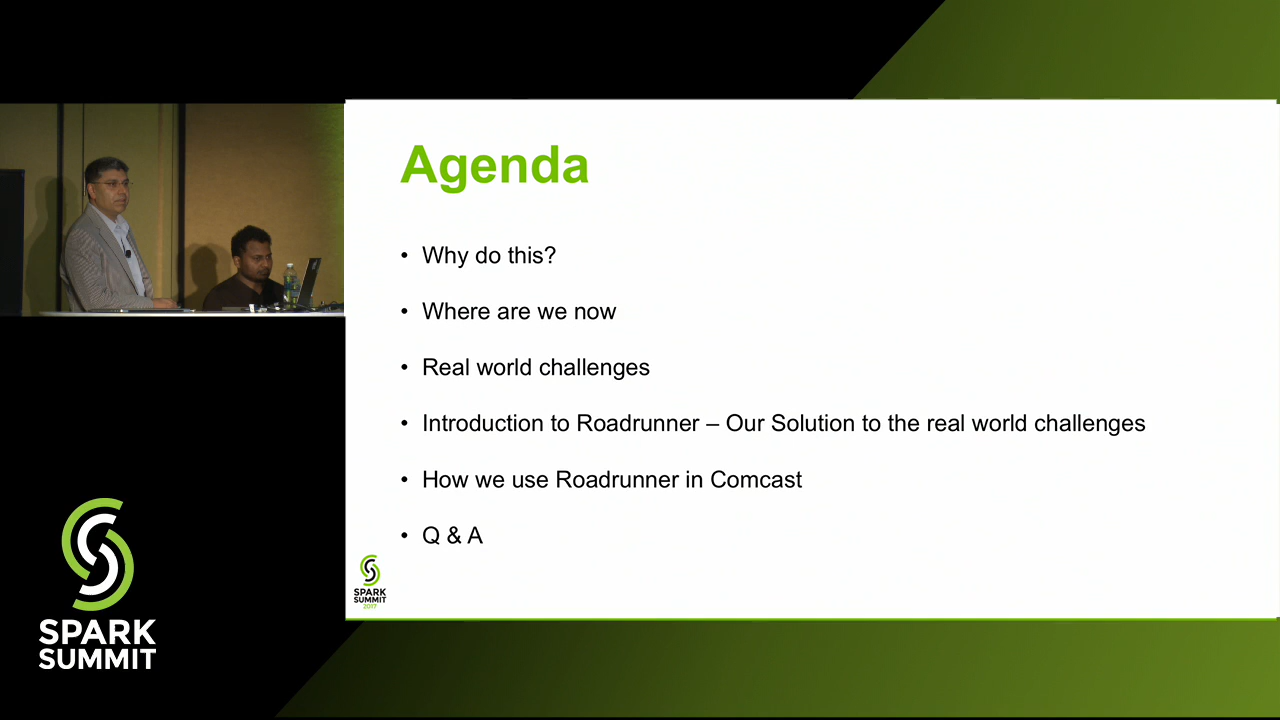 Agenda
• Why do this?
• Where are we now
• Real world challenges
• Introduction to Roadrunner – Our Solution to the real world challenges
• How we use Roadrunner in Comcast
• Q & A
SPARK
SUMMIT
2017
SPARK
SUMMIT